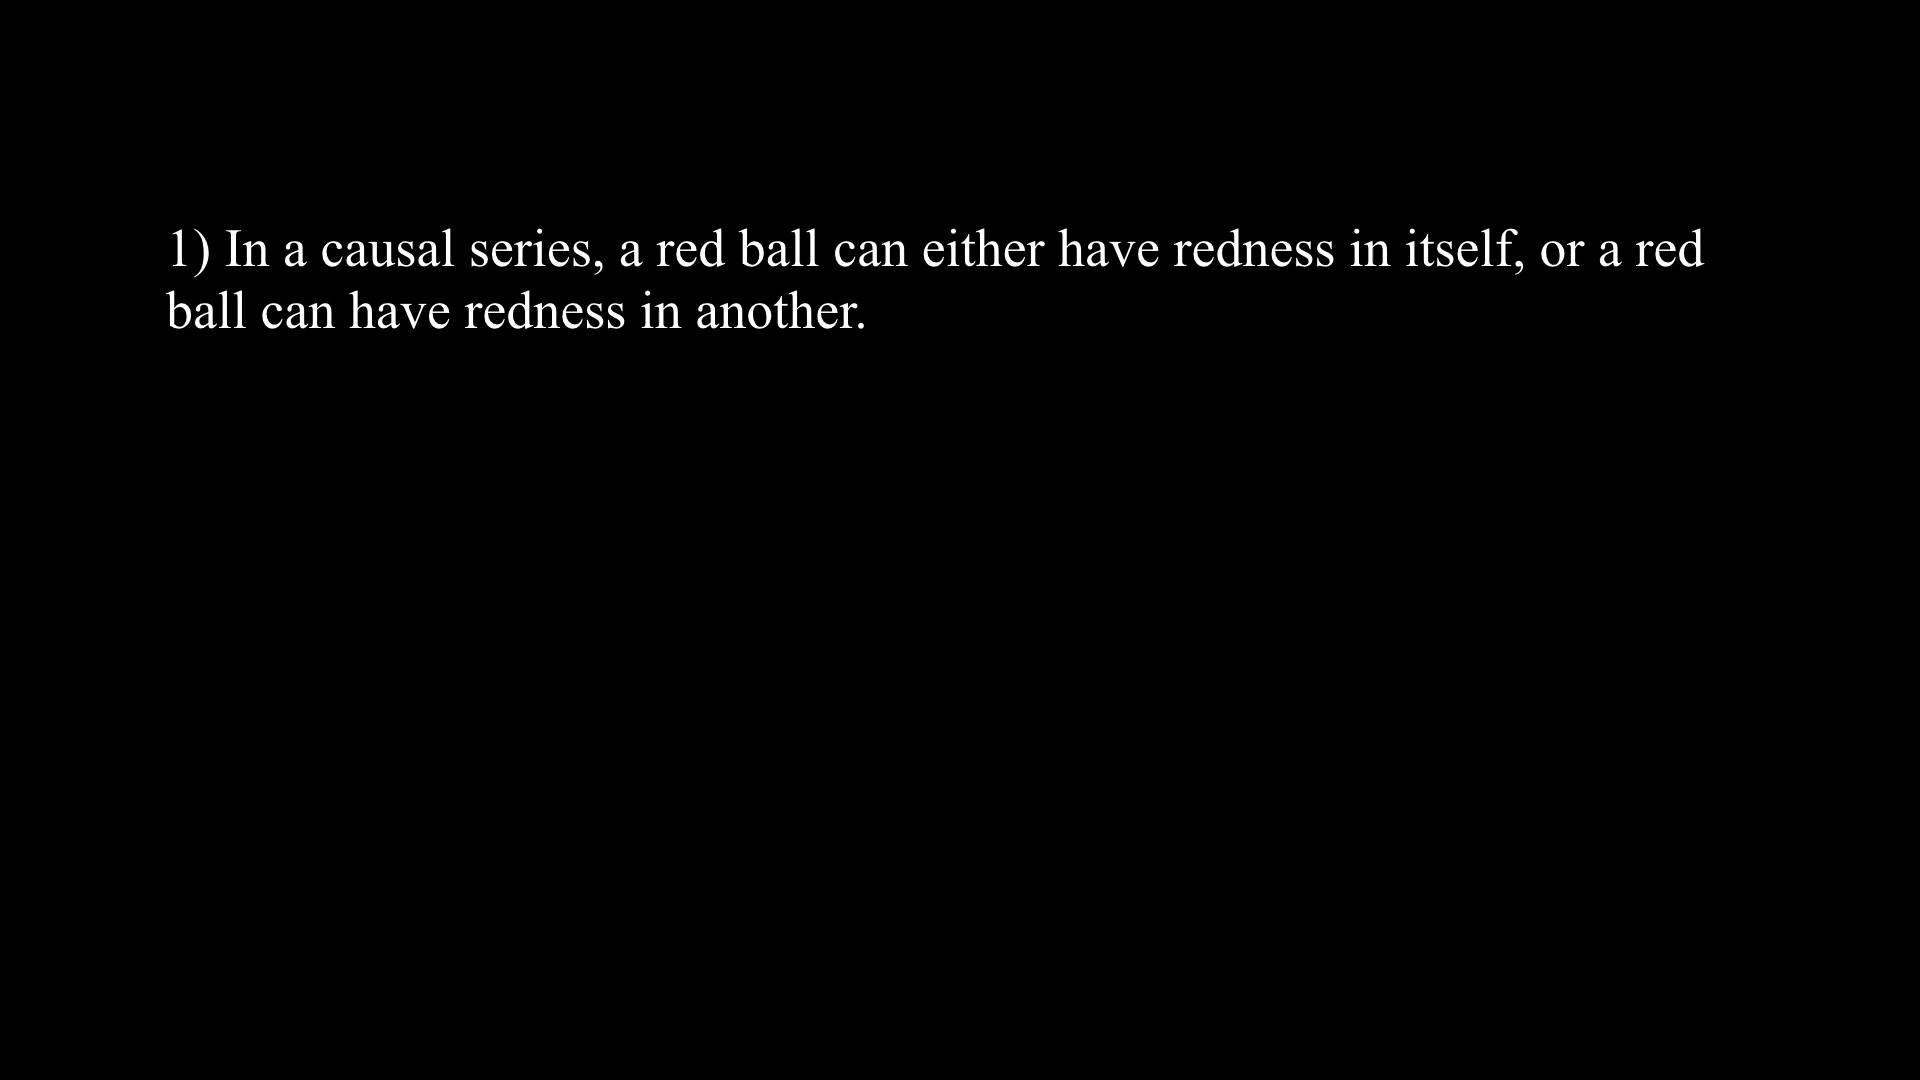 1) In a causal series, a red ball can either have redness in itself, or a red
ball can have redness in another.